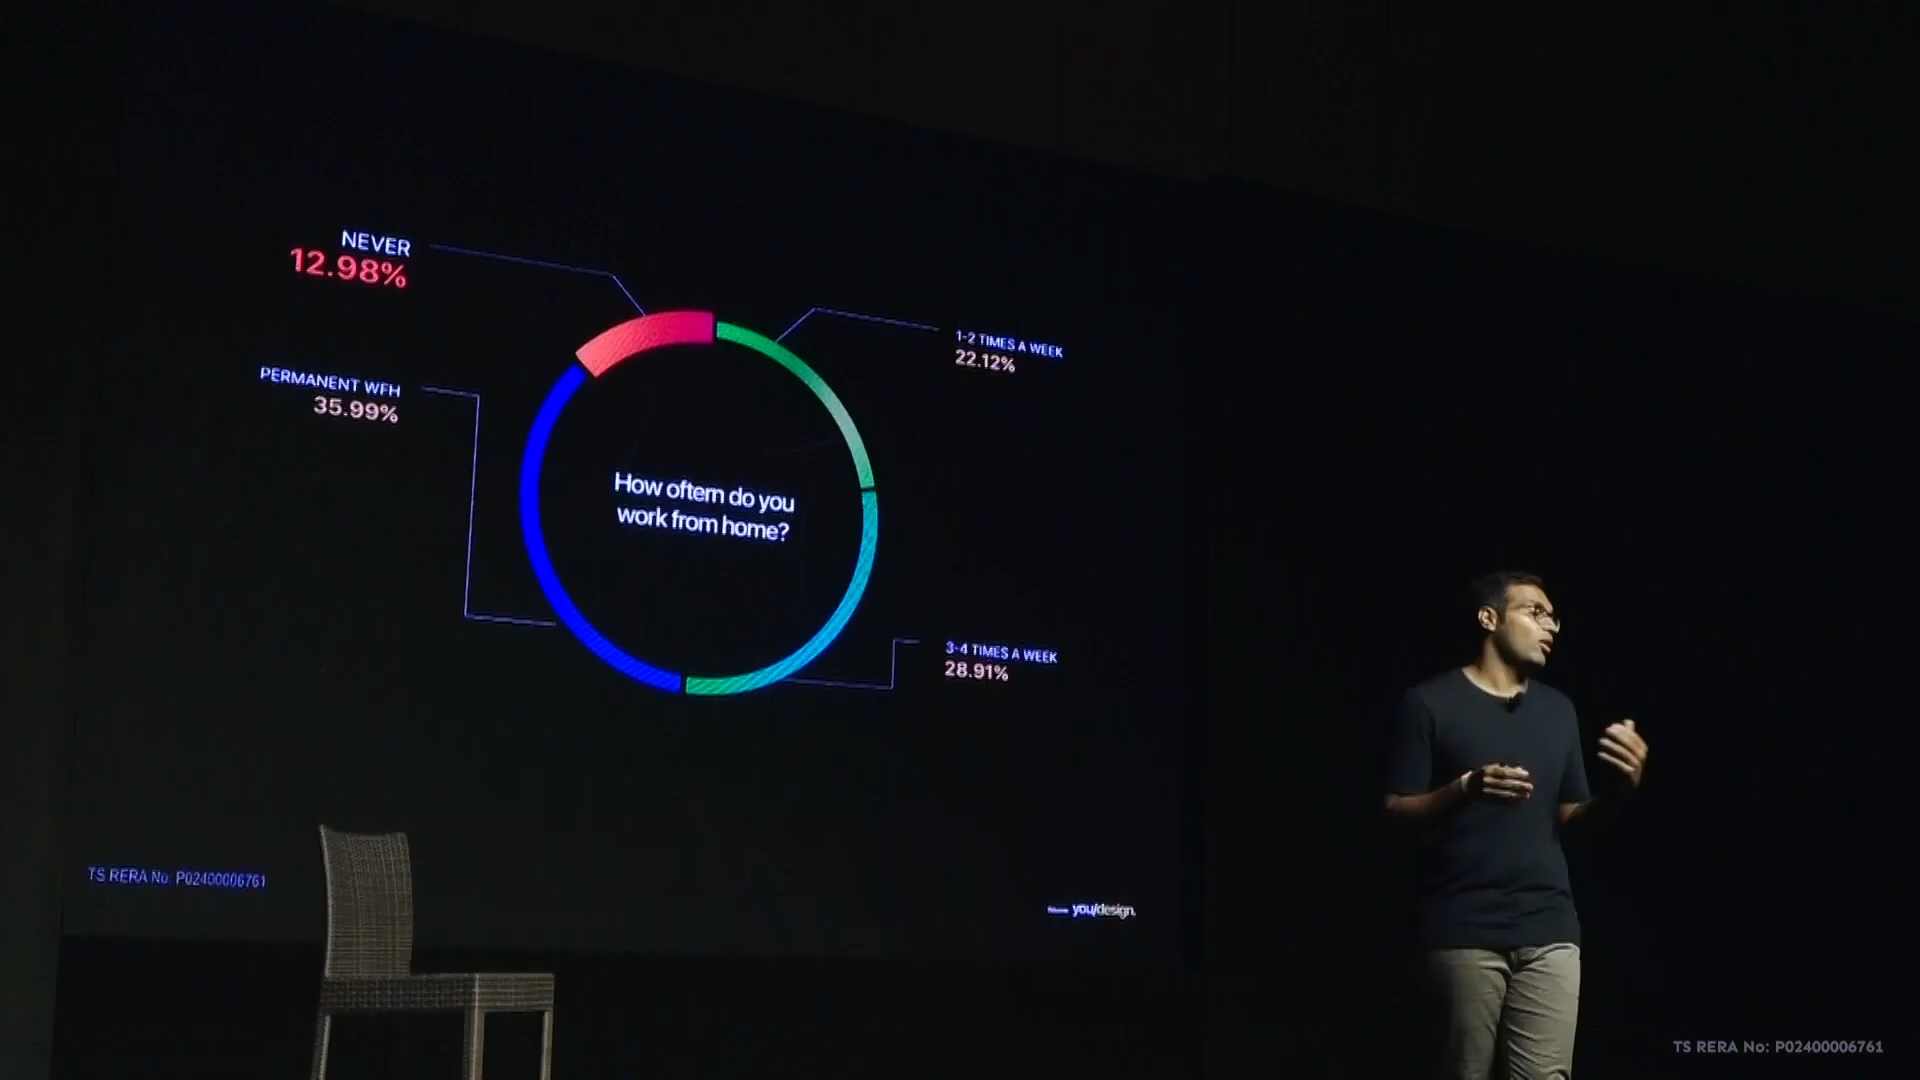 NEVER
12.98%
1-2 TIMES A WEEK
22.12%
PERMANENT WFH
35.99%
How oftern do you
work from home?
3-4 TIMES A WEEK
28.91%
TS RERA No: P02400006761
you/design.
TS RERA No: P02400006761